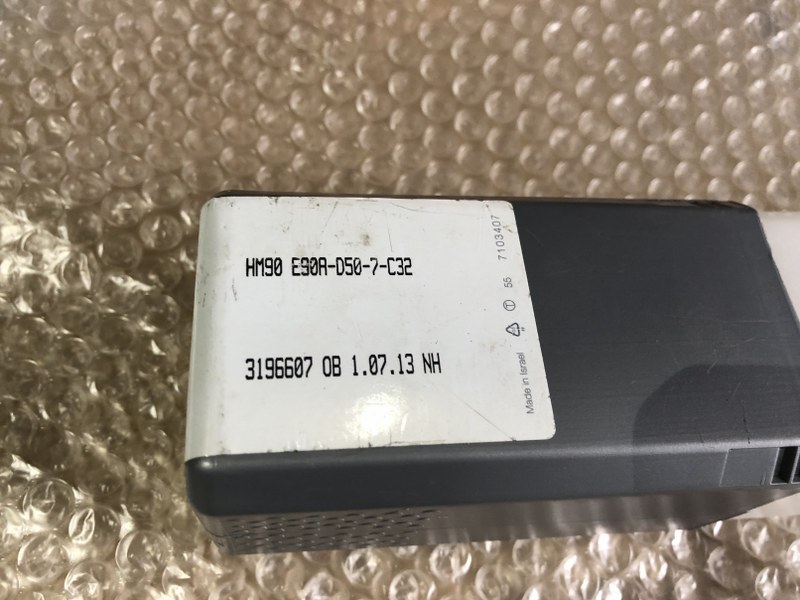 HM90 E90A-D50-7-C32
3196607 OB 1.07.13 NH
Made in Israel
55
7103407